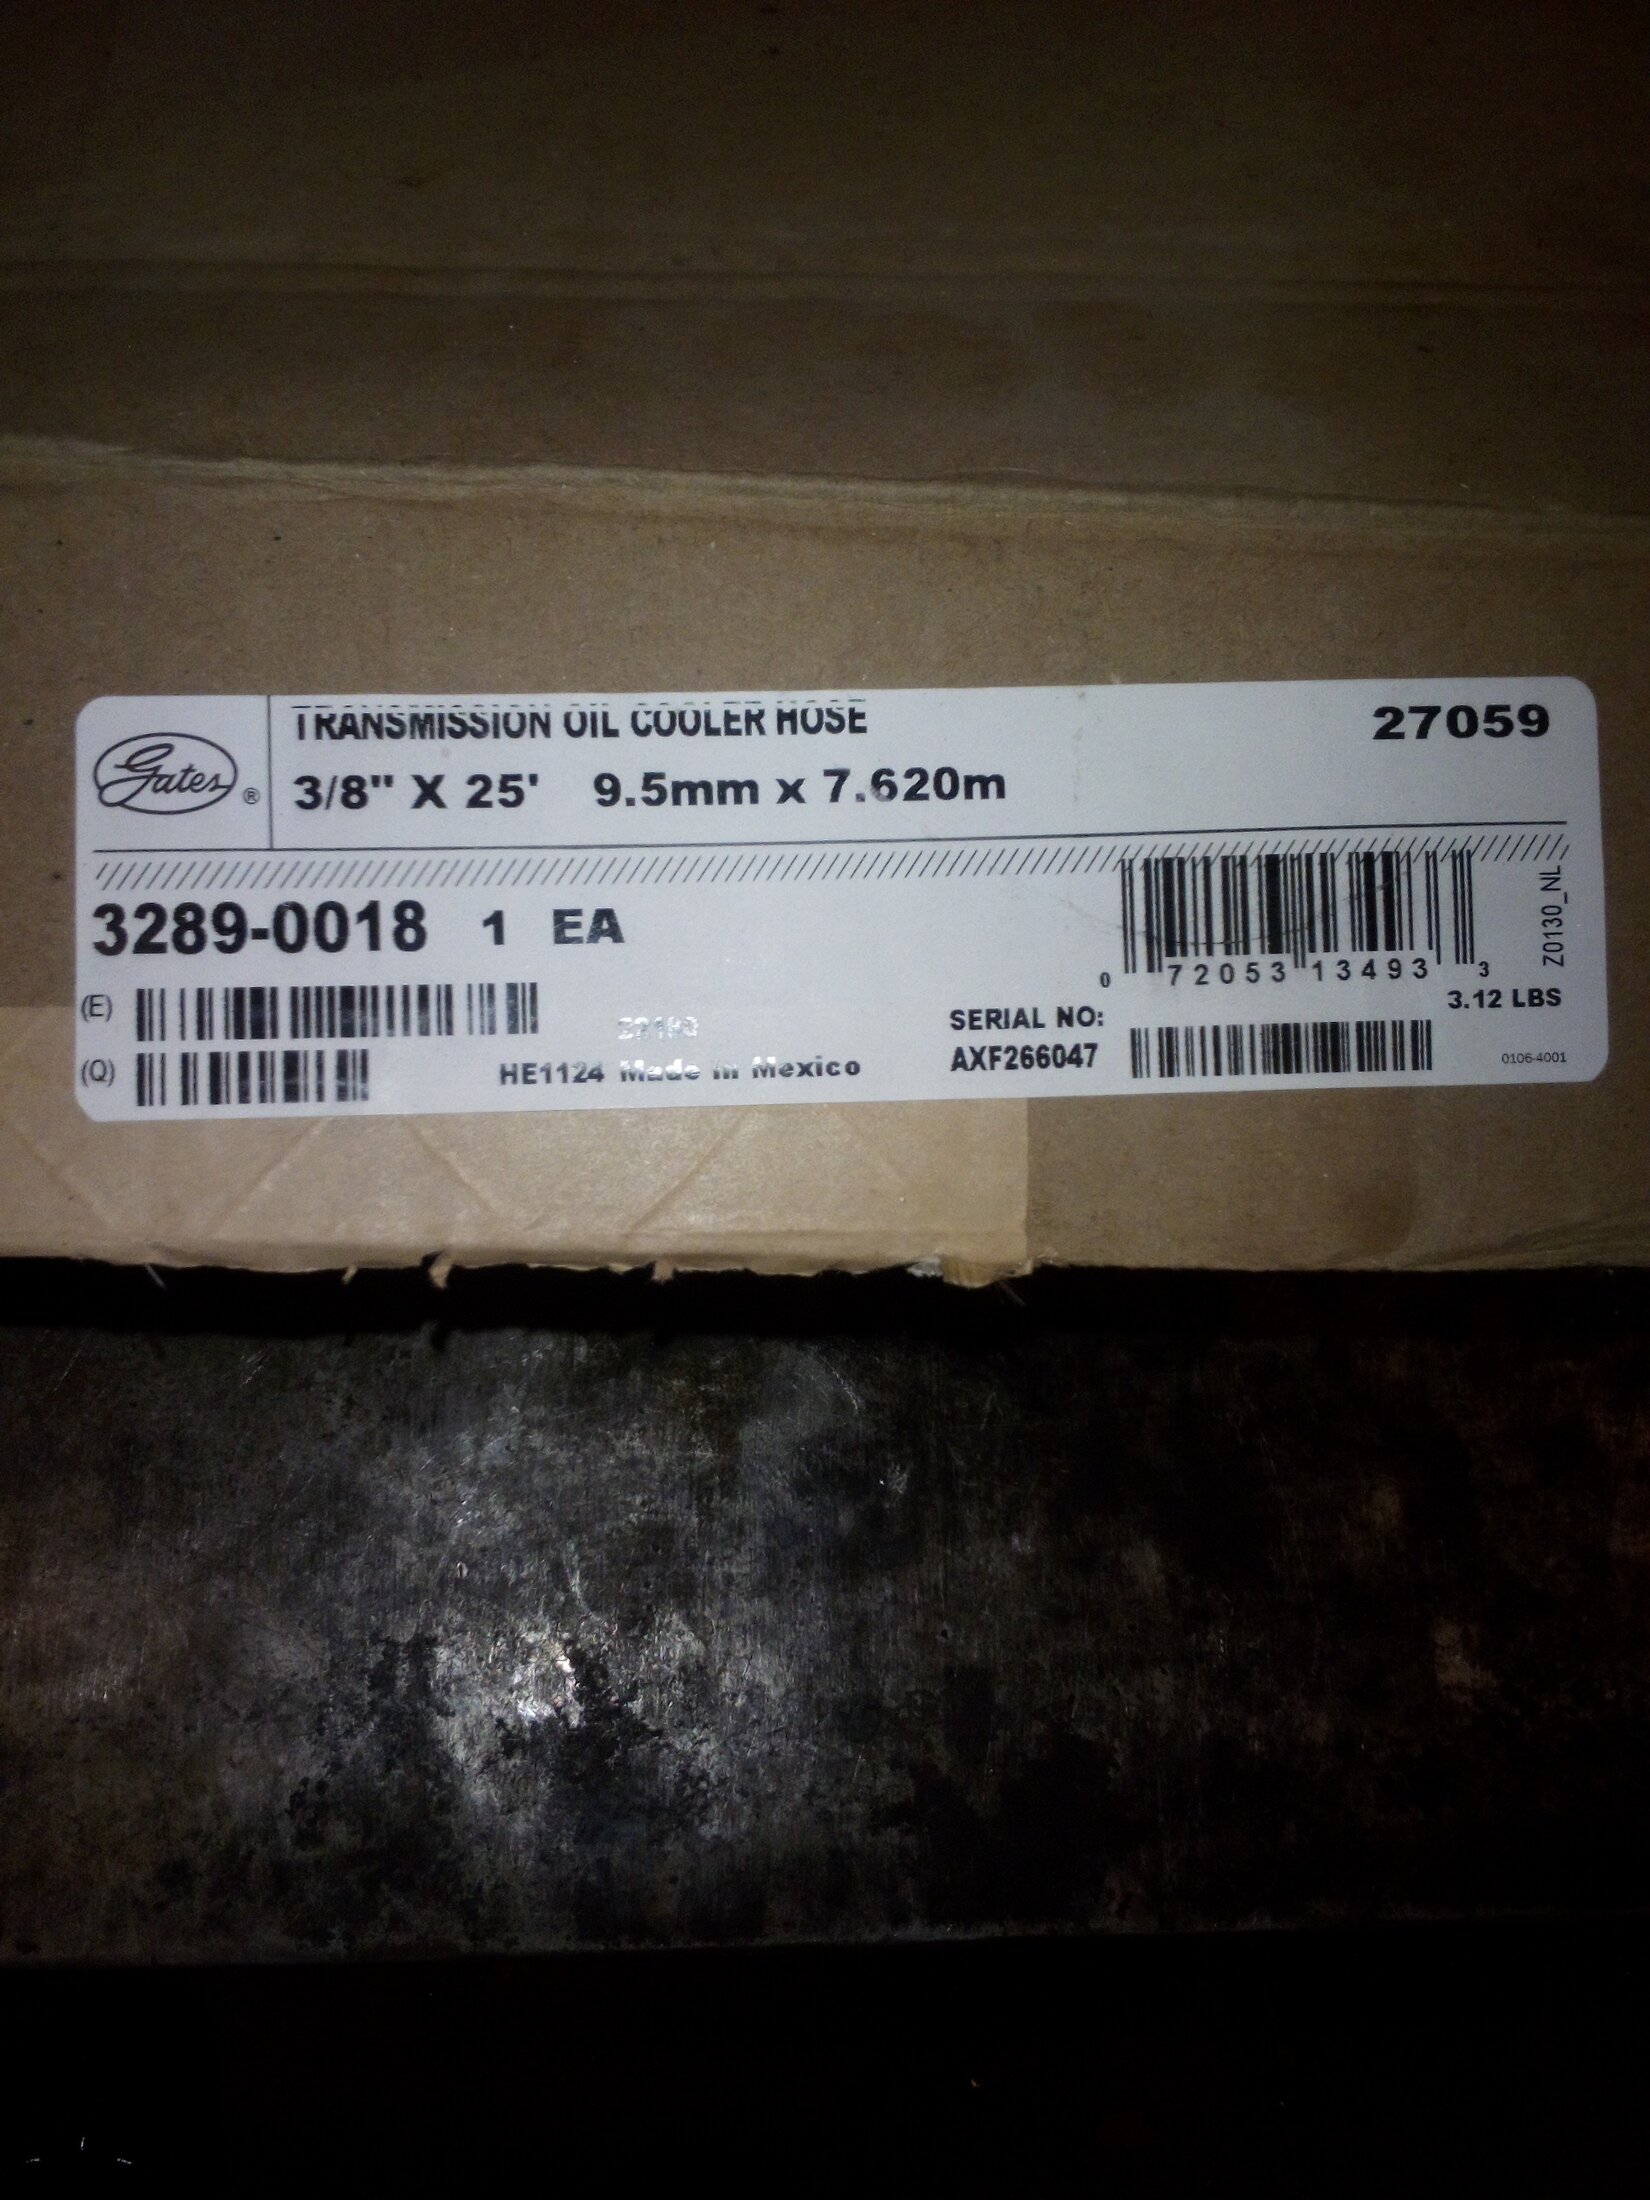 TRANSMISSION OIL COOLER HOSE
27059
Gates ®
3/8" X 25' 9.5mm x 7.620m
3289-0018 1 EA
0 72053 13493 3
Z0130_NL
3.12 LBS
(E)
(Q)
HE1124 Made in Mexico
SERIAL NO:
AXF266047
0106-4001